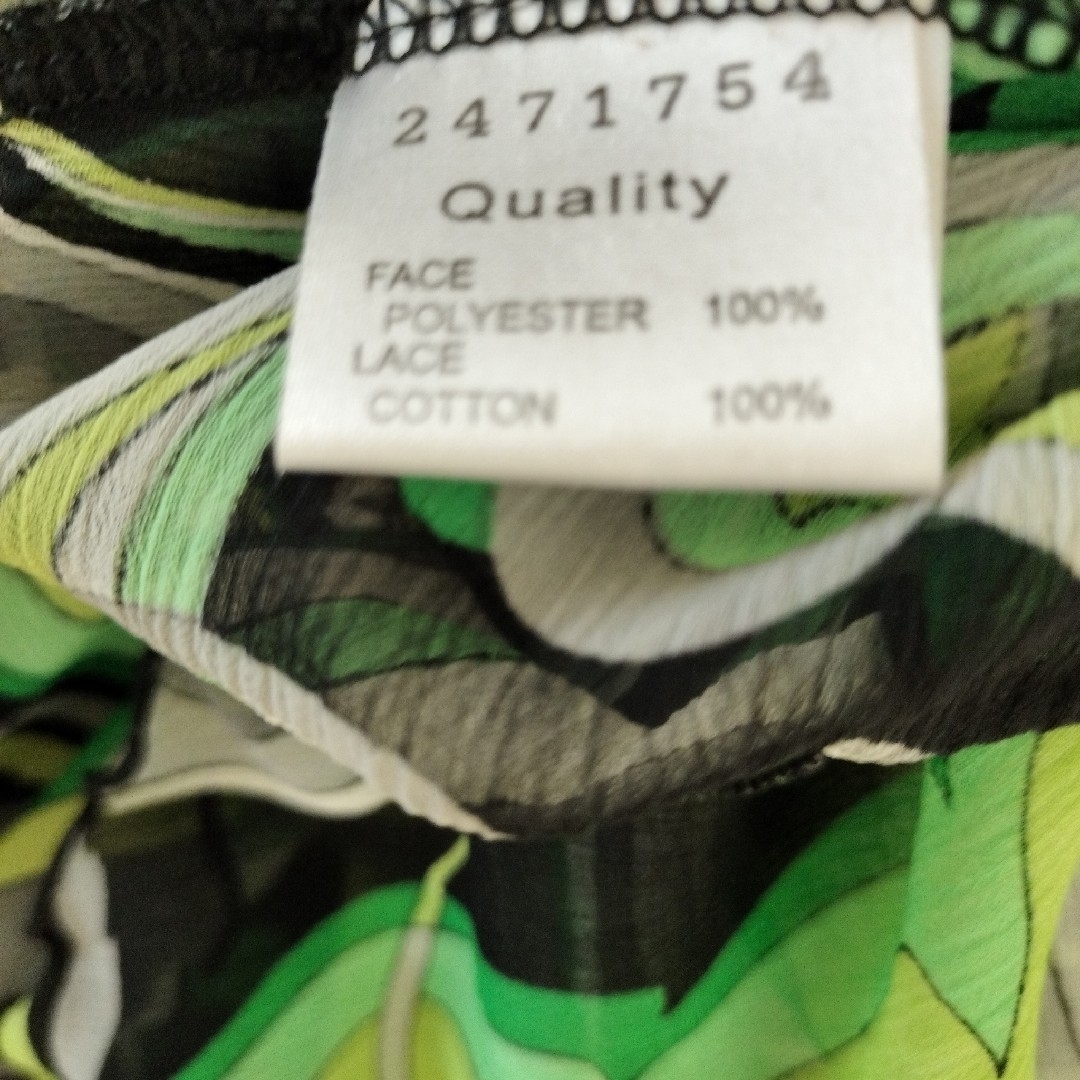 2471754
Quality
FACE
POLYESTER 100%
LACE
COTTON 100%